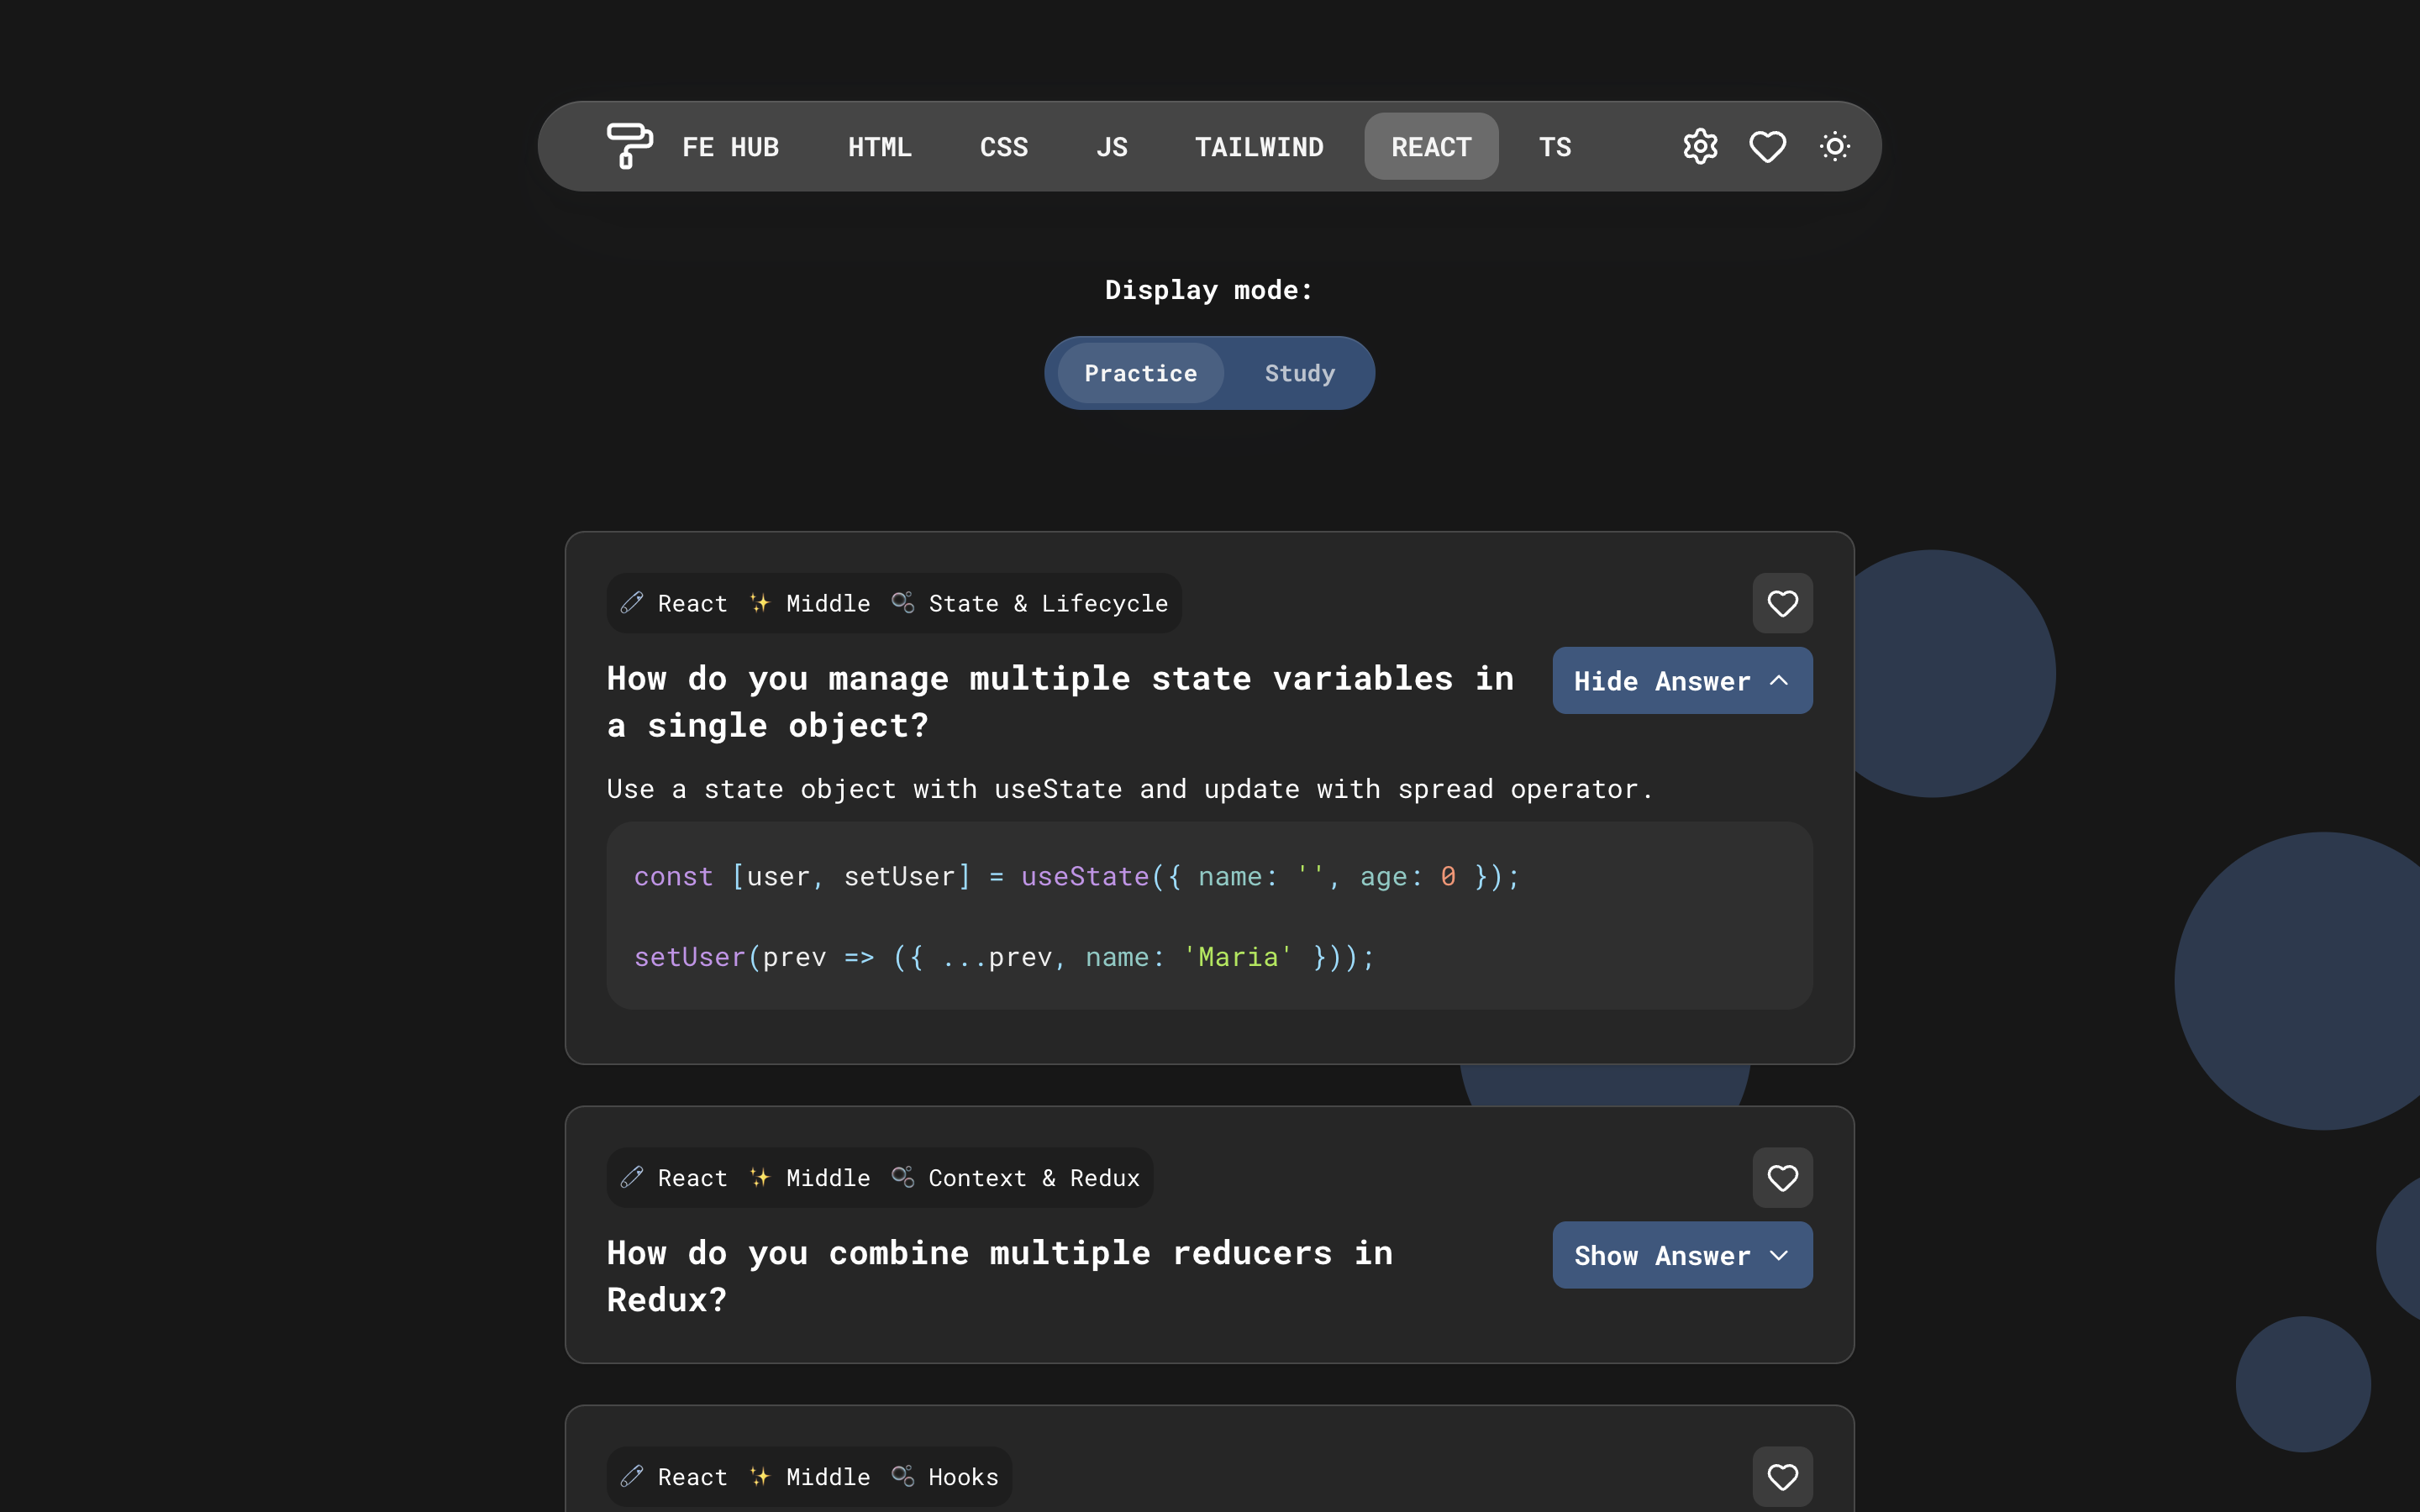 FE HUB HTML CSS JS TAILWIND REACT TS
Display mode:
Practice Study
React Middle State & Lifecycle
How do you manage multiple state variables in
a single object?
Hide Answer
Use a state object with useState and update with spread operator.
const [user, setUser] = useState({ name: '', age: 0 });
setUser(prev => ({ ...prev, name: 'Maria' }));
React Middle Context & Redux
How do you combine multiple reducers in
Redux?
Show Answer
React Middle Hooks